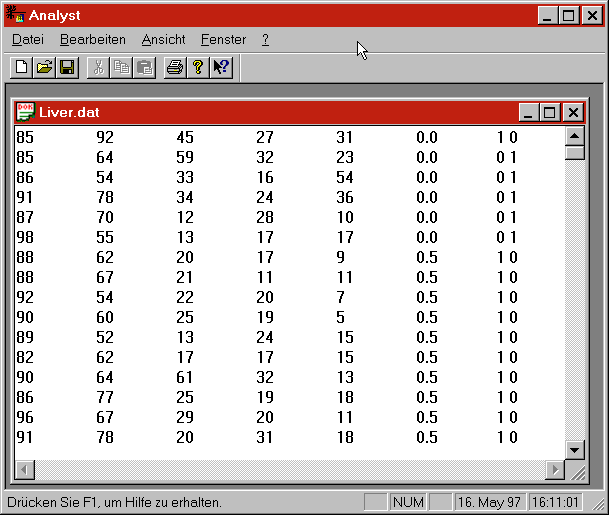 Analyst
Datei Bearbeiten Ansicht Fenster ?
DOK Liver.dat
85 92 45 27 31 0.0 1 0
85 64 59 32 23 0.0 0 1
86 54 33 16 54 0.0 0 1
91 78 34 24 36 0.0 0 1
87 70 12 28 10 0.0 0 1
98 55 13 17 17 0.0 0 1
88 62 20 17 9 0.5 1 0
88 67 21 11 11 0.5 1 0
92 54 22 20 7 0.5 1 0
90 60 25 19 5 0.5 1 0
89 52 13 24 15 0.5 1 0
82 62 17 17 15 0.5 1 0
90 64 61 32 13 0.5 1 0
86 77 25 19 18 0.5 1 0
96 67 29 20 11 0.5 1 0
91 78 20 31 18 0.5 1 0
Drücken Sie F1, um Hilfe zu erhalten. NUM 16. May 97 16:11:01